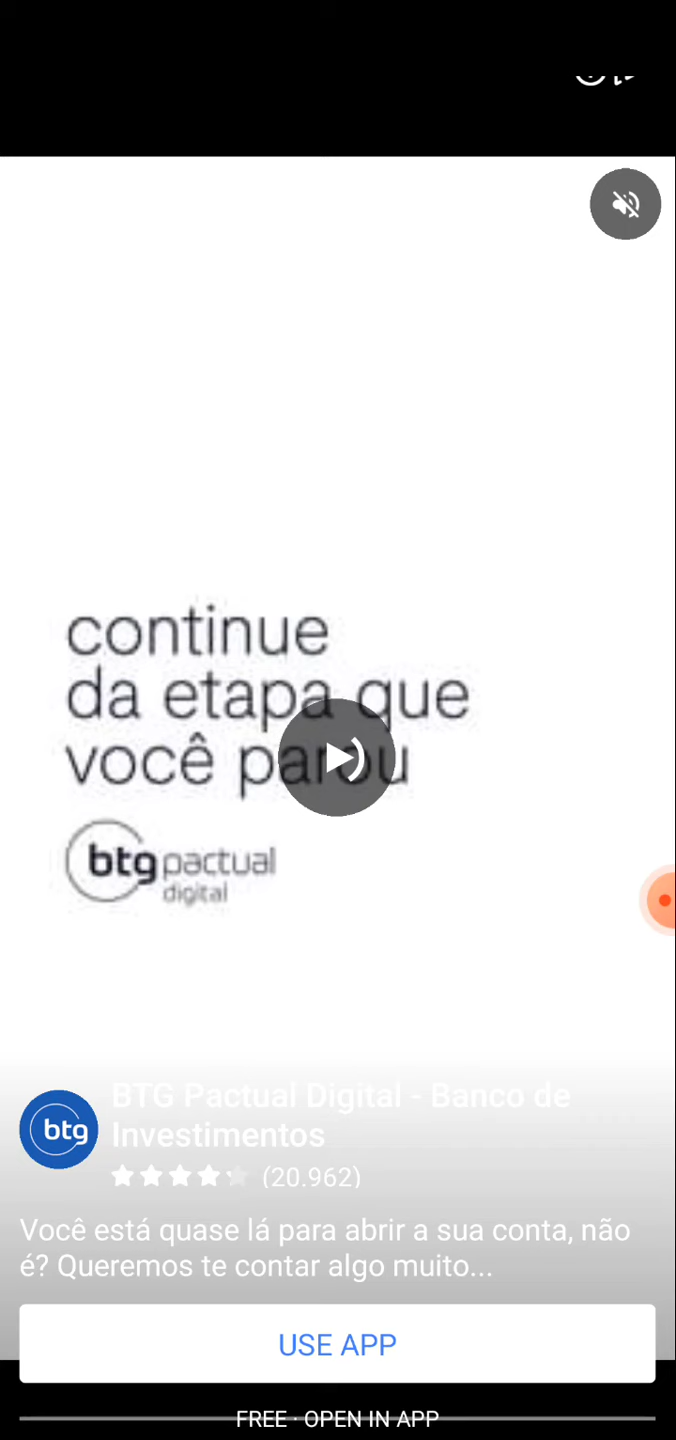 continue
da etapa que
você parou
btg pactual
digital
btg
BTG Pactual Digital - Banco de
Investimentos
(20.962)
Você está quase lá para abrir a sua conta, não
é? Queremos te contar algo muito...
USE APP
FREE · OPEN IN APP